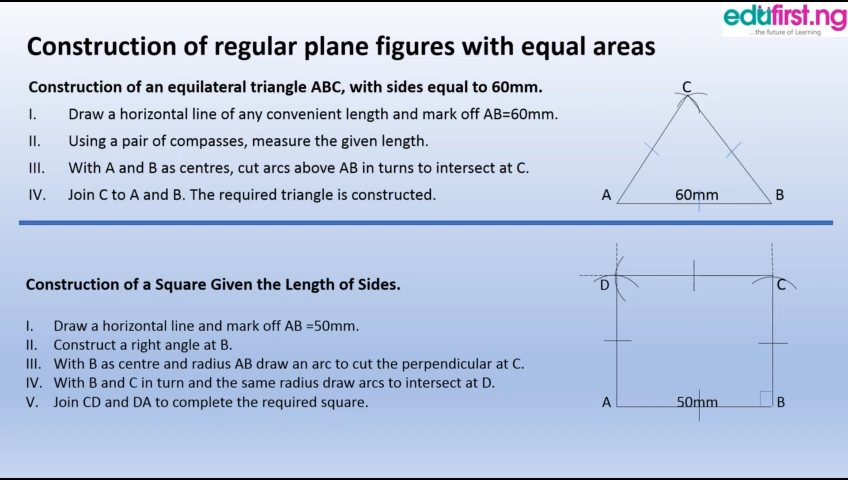 edufirst.ng
...the future of Learning
Construction of regular plane figures with equal areas
Construction of an equilateral triangle ABC, with sides equal to 60mm.
I. Draw a horizontal line of any convenient length and mark off AB=60mm.
II. Using a pair of compasses, measure the given length.
III. With A and B as centres, cut arcs above AB in turns to intersect at C.
IV. Join C to A and B. The required triangle is constructed.
C
A 60mm B
Construction of a Square Given the Length of Sides.
I. Draw a horizontal line and mark off AB =50mm.
II. Construct a right angle at B.
III. With B as centre and radius AB draw an arc to cut the perpendicular at C.
IV. With B and C in turn and the same radius draw arcs to intersect at D.
V. Join CD and DA to complete the required square.
D C
A 50mm B